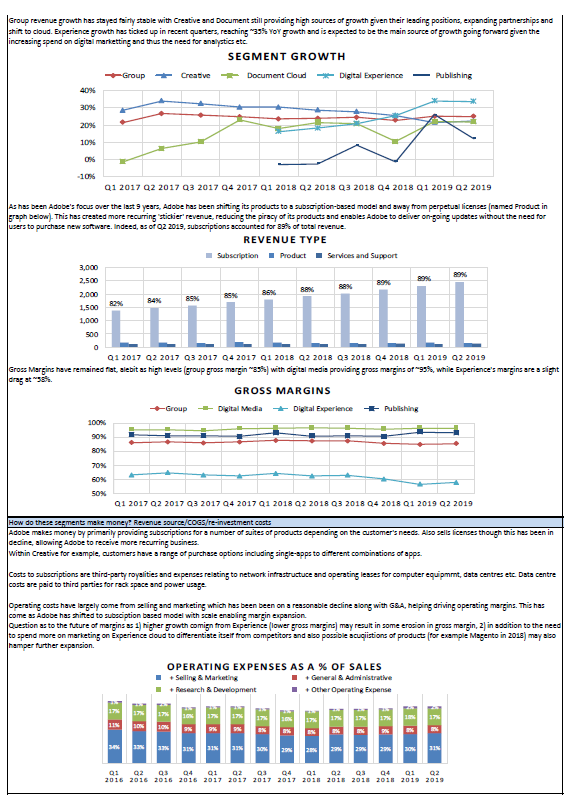 Group revenue growth has stayed fairly stable with Creative and Document still providing high sources of growth given their leading positions, expanding partnerships and
shift to cloud. Experience growth has ticked up in recent quarters, reaching ~35% YoY growth and is expected to be the main source of growth going forward given the
increasing spend on digital marketting and thus the need for analystics etc.
SEGMENT GROWTH
Group Creative Document Cloud Digital Experience Publishing
40%
30%
20%
10%
0%
-10%
Q1 2017 Q2 2017 Q3 2017 Q4 2017 Q1 2018 Q2 2018 Q3 2018 Q4 2018 Q1 2019 Q2 2019
As has been Adobe's focus over the last 9 years, Adobe has been shifting its products to a subscription-based model and away from perpetual licenses (named Product in
graph below). This has created more recurring 'stickier' revenue, reducing the piracy of its products and enables Adobe to deliver on-going updates without the need for
users to purchase new software. Indeed, as of Q2 2019, subscriptions accounted for 89% of total revenue.
REVENUE TYPE
Subscription Product Services and Support
3,000
2,500
2,000
1,500
1,000
500
0
82% 84% 85% 85% 86% 88% 88% 89% 89% 89%
Q1 2017 Q2 2017 Q3 2017 Q4 2017 Q1 2018 Q2 2018 Q3 2018 Q4 2018 Q1 2019 Q2 2019
Gross Margins have remained flat, albeit as high levels (group gross margin ~85%) with digital media providing gross margins of ~95%, while Experience's margins are a slight
drag at ~58%.
GROSS MARGINS
Group Digital Media Digital Experience Publishing
100%
90%
80%
70%
60%
50%
Q1 2017 Q2 2017 Q3 2017 Q4 2017 Q1 2018 Q2 2018 Q3 2018 Q4 2018 Q1 2019 Q2 2019
How do these segments make money? Revenue source/COGS/re-investment costs
Adobe makes money by primarily providing subscriptions for a number of suites of products depending on the customer's needs. Also sells licenses though this has been in
decline, allowing Adobe to receive more recurring business.
Within Creative for example, customers have a range of purchase options including single-apps to different combinations of apps.
Costs to subscriptions are third-party royalities and expenses relating to network infrastructuce and operating leases for computer equipmrnt, data centres etc. Data centre
costs are paid to third parties for rack space and power usage.
Operating costs have largely come from selling and marketing which has been been on a reasonable decline along with G&A, helping driving operating margins. This has
come as Adobe has shifted to subsciption based model with scale enabling margin expansion.
Question as to the future of margins as 1) higher growth comign from Experience (lower gross margins) may result in some erosion in gross margin, 2) in addition to the need
to spend more on marketing on Experience cloud to differentiate itself from competitors and also possible acuqiistions of products (for example Magento in 2018) may also
hamper further expansion.
OPERATING EXPENSES AS A % OF SALES
+ Selling & Marketing + General & Administrative
+ Research & Development + Other Operating Expense
17% 17% 17% 16% 17% 17% 17% 16% 17% 17% 17% 17% 18% 17%
11% 10% 10% 9% 9% 9% 8% 8% 8% 8% 8% 9% 8% 8%
34% 33% 33% 31% 31% 31% 30% 29% 28% 29% 29% 29% 30% 31%
Q1 Q2 Q3 Q4 Q1 Q2 Q3 Q4 Q1 Q2 Q3 Q4 Q1 Q2
2016 2016 2016 2016 2017 2017 2017 2017 2018 2018 2018 2018 2019 2019